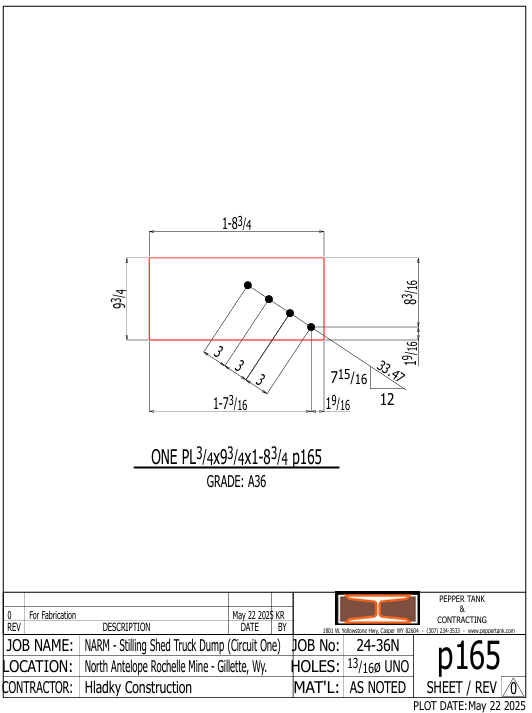 1-8 3/4
9 3/4
8 3/16
1 9/16
3
3
3
7 15/16
33.47
12
1-7 3/16
1 9/16
ONE PL 3/4x9 3/4x1-8 3/4 p165
GRADE: A36
0 For Fabrication May 22 2025 KR
REV DESCRIPTION DATE BY
PEPPER TANK
&
CONTRACTING
1801 W. Yellowstone Hwy, Casper WY 82604 - (307) 234-3533 - www.peppertank.com
JOB NAME: NARM - Stilling Shed Truck Dump (Circuit One) JOB No: 24-36N
LOCATION: North Antelope Rochelle Mine - Gillette, Wy. HOLES: 13/16ø UNO
CONTRACTOR: Hladky Construction MAT'L: AS NOTED
p165
SHEET / REV 0
PLOT DATE:May 22 2025